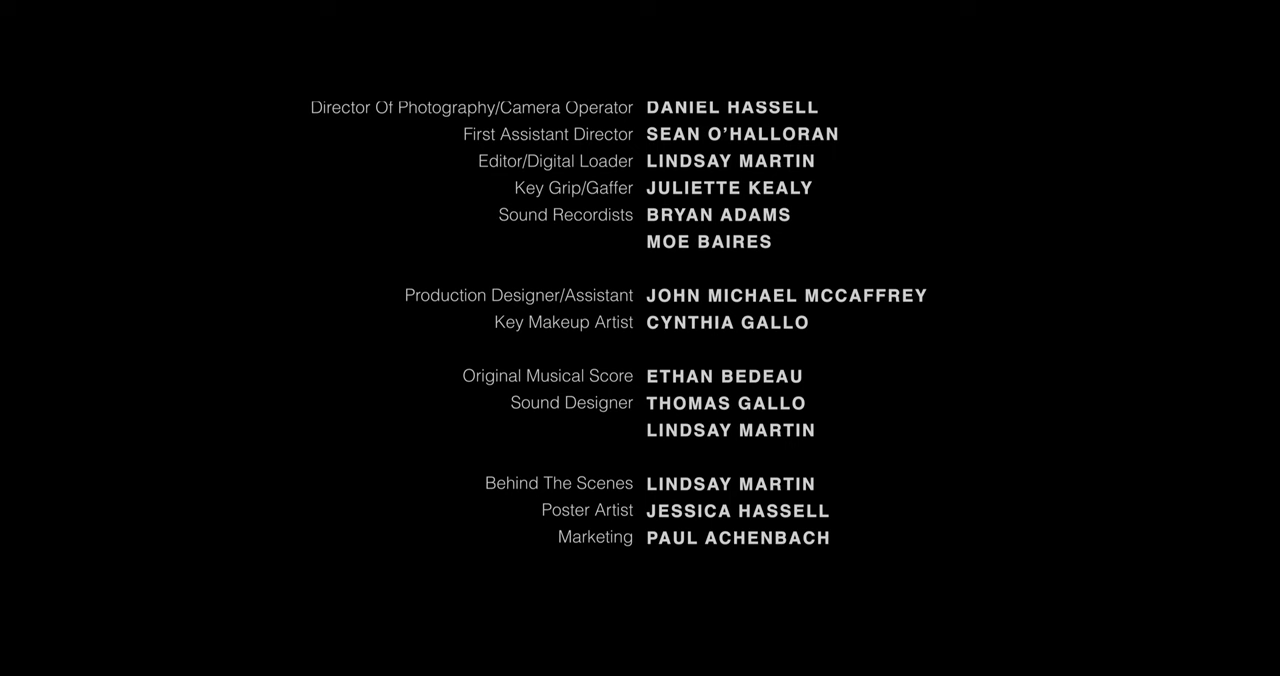 Director Of Photography/Camera Operator DANIEL HASSELL
First Assistant Director SEAN O’HALLORAN
Editor/Digital Loader LINDSAY MARTIN
Key Grip/Gaffer JULIETTE KEALY
Sound Recordists BRYAN ADAMS
MOE BAIRES
Production Designer/Assistant JOHN MICHAEL MCCAFFREY
Key Makeup Artist CYNTHIA GALLO
Original Musical Score ETHAN BEDEAU
Sound Designer THOMAS GALLO
LINDSAY MARTIN
Behind The Scenes LINDSAY MARTIN
Poster Artist JESSICA HASSELL
Marketing PAUL ACHENBACH